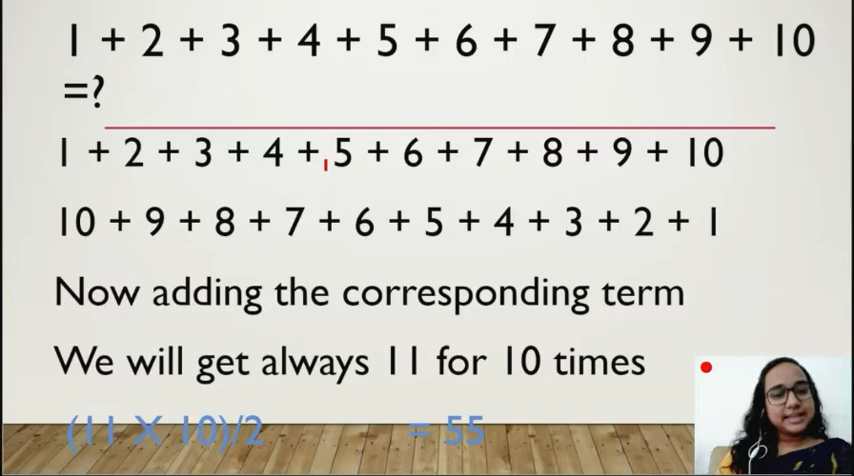 1 + 2 + 3 + 4 + 5 + 6 + 7 + 8 + 9 + 10
=?
1 + 2 + 3 + 4 + 5 + 6 + 7 + 8 + 9 + 10
10 + 9 + 8 + 7 + 6 + 5 + 4 + 3 + 2 + 1
Now adding the corresponding term
We will get always 11 for 10 times
(11 X 10)/2 = 55